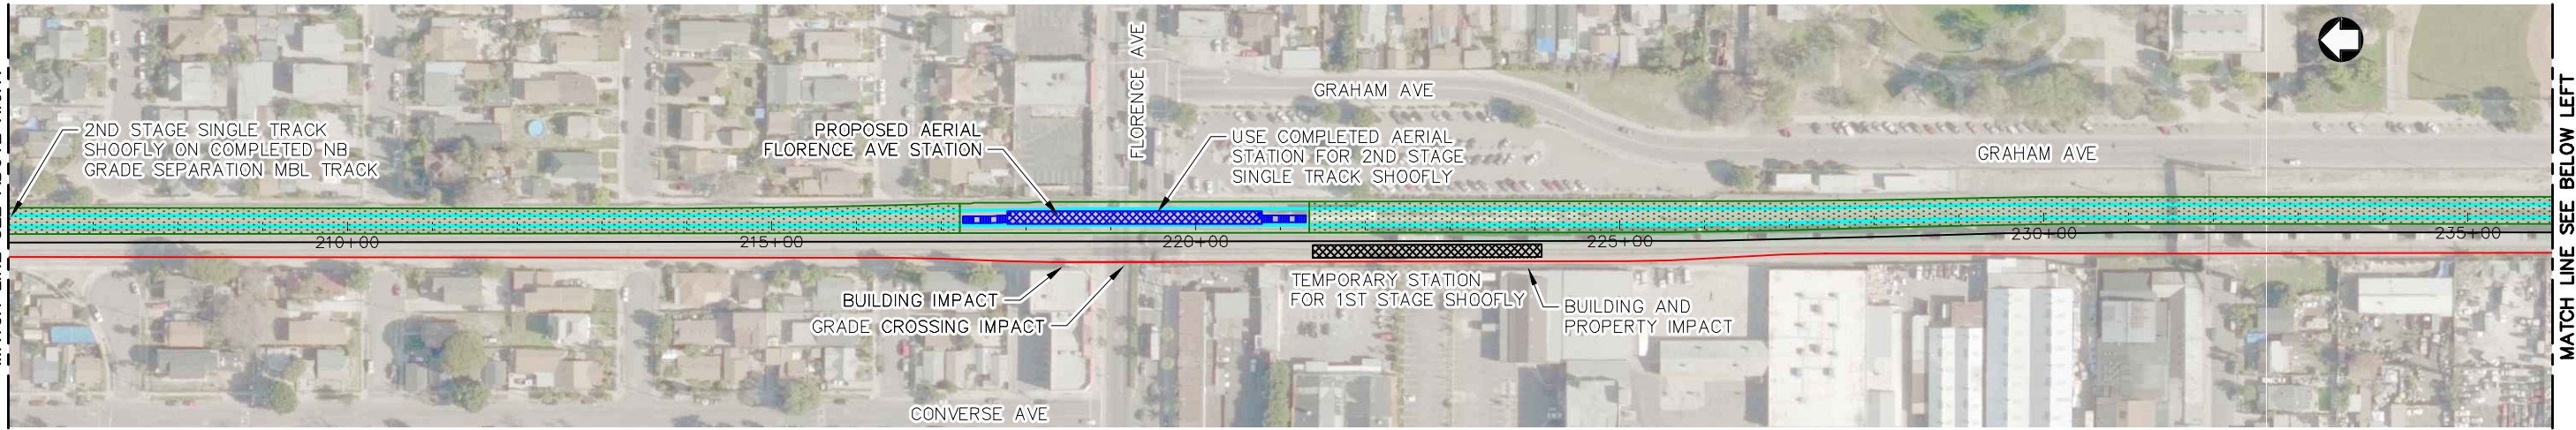 FLORENCE AVE
GRAHAM AVE
2ND STAGE SINGLE TRACK
SHOOFLY ON COMPLETED NB
GRADE SEPARATION MBL TRACK
PROPOSED AERIAL
FLORENCE AVE STATION
USE COMPLETED AERIAL
STATION FOR 2ND STAGE
SINGLE TRACK SHOOFLY
GRAHAM AVE
210+00
215+00
220+00
225+00
230+00
235+00
BUILDING IMPACT
GRADE CROSSING IMPACT
TEMPORARY STATION
FOR 1ST STAGE SHOOFLY
BUILDING AND
PROPERTY IMPACT
CONVERSE AVE
MATCH LINE SEE BELOW LEFT